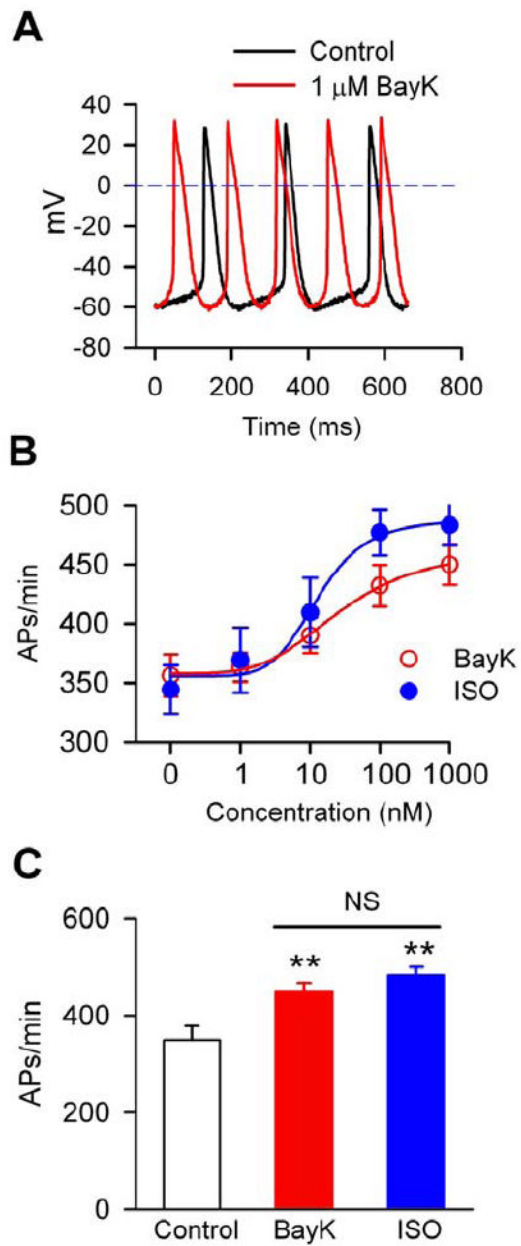 A
Control
1 μM BayK
40
20
0
-20
-40
-60
-80
mV
0 200 400 600 800
Time (ms)
B
500
450
400
350
300
APs/min
BayK
ISO
0 1 10 100 1000
Concentration (nM)
C
600
400
200
0
APs/min
NS
** **
Control BayK ISO